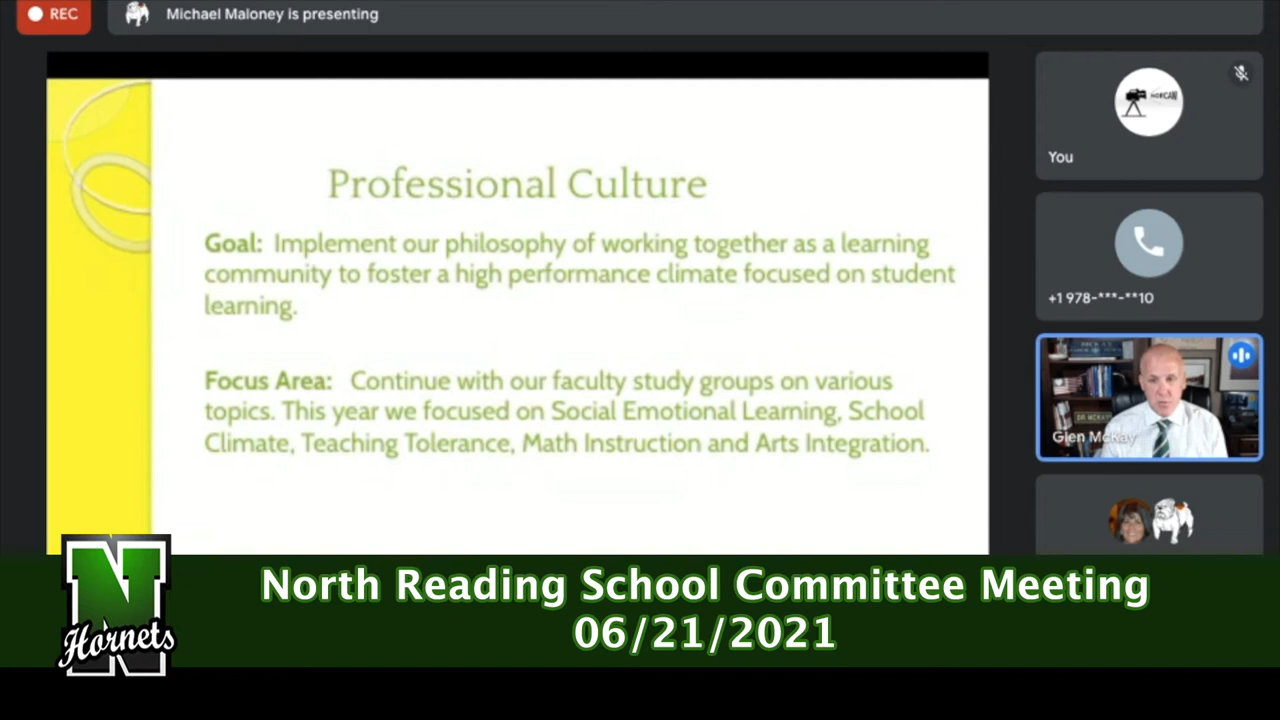 REC
Michael Maloney is presenting
Professional Culture
Goal: Implement our philosophy of working together as a learning
community to foster a high performance climate focused on student
learning.
Focus Area: Continue with our faculty study groups on various
topics. This year we focused on Social Emotional Learning, School
Climate, Teaching Tolerance, Math Instruction and Arts Integration.
NORCAM
You
+1 978-***-**10
DR MCKAY
Glen McKay
N
Hornets
North Reading School Committee Meeting
06/21/2021